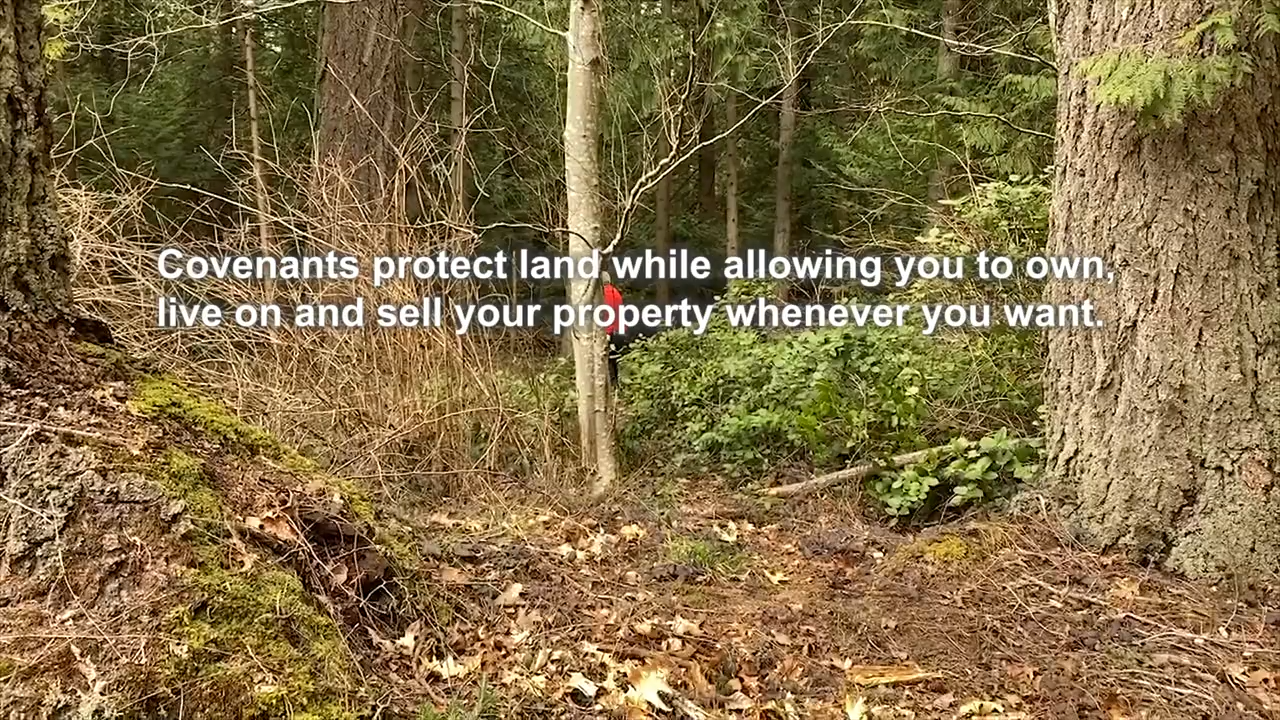 Covenants protect land while allowing you to own,
live on and sell your property whenever you want.